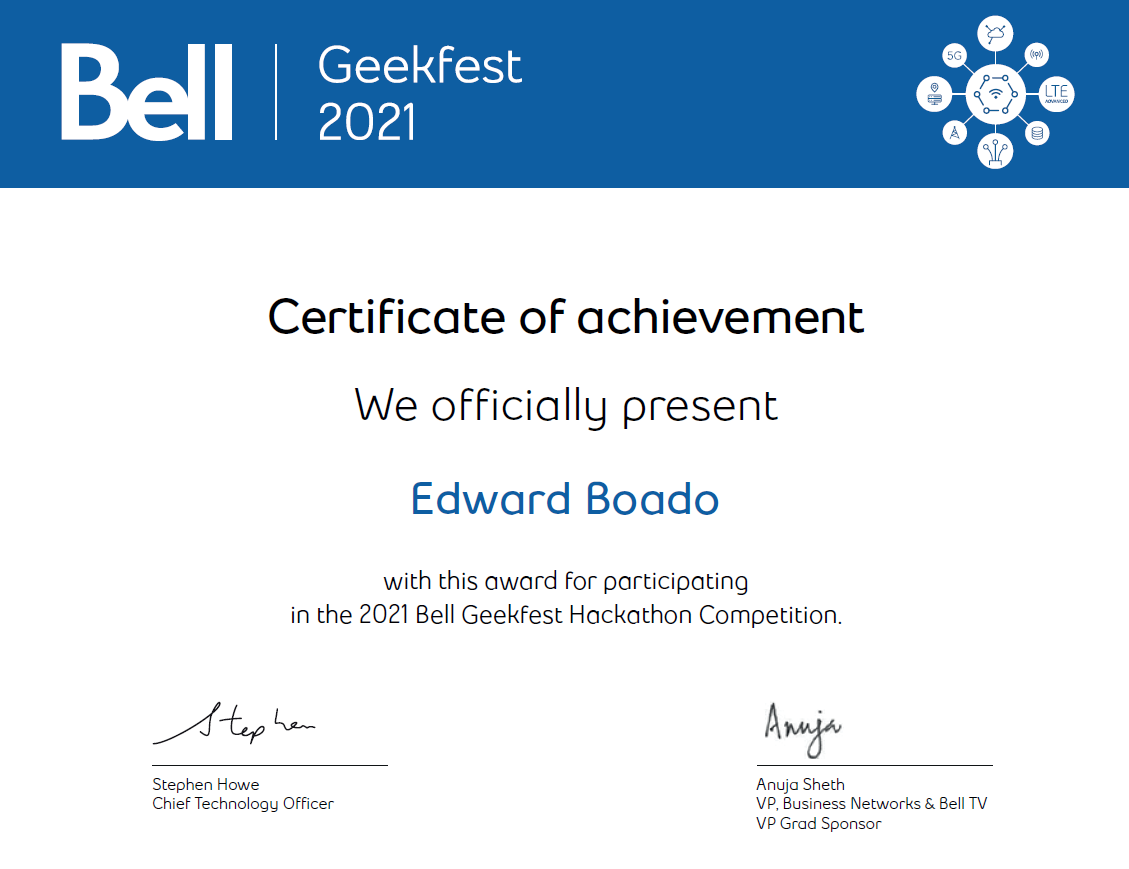 Bell
Geekfest
2021
5G
LTE
ADVANCED
Certificate of achievement
We officially present
Edward Boado
with this award for participating
in the 2021 Bell Geekfest Hackathon Competition.
Stephen
Anuja
Stephen Howe
Chief Technology Officer
Anuja Sheth
VP, Business Networks & Bell TV
VP Grad Sponsor